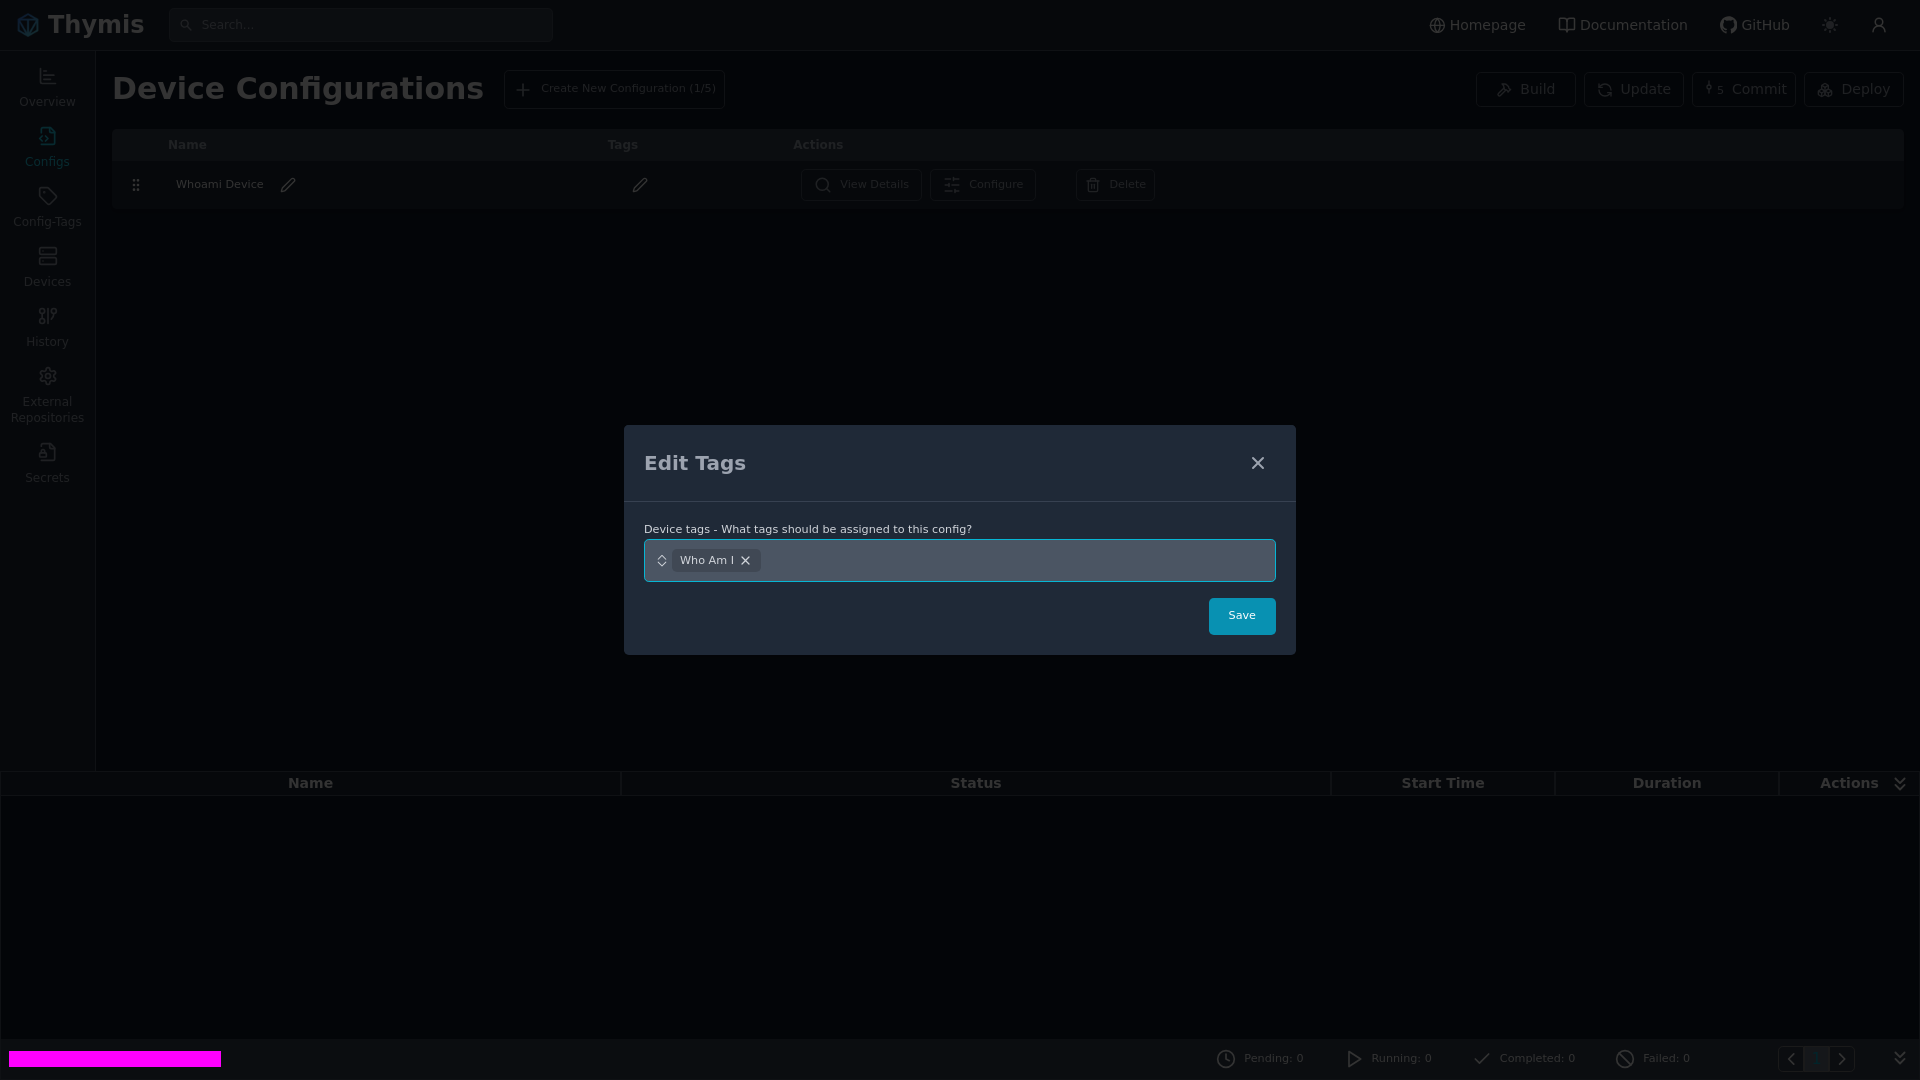 Thymis
Search...
Homepage
Documentation
GitHub
Overview
Configs
Config-Tags
Devices
History
External
Repositories
Secrets
Device Configurations
Create New Configuration (1/5)
Build
Update
s Commit
Deploy
Name Tags Actions
Whoami Device
View Details
Configure
Delete
Edit Tags
Device tags - What tags should be assigned to this config?
Who Am I
Save
Name Status Start Time Duration Actions
Pending: 0
Running: 0
Completed: 0
Failed: 0